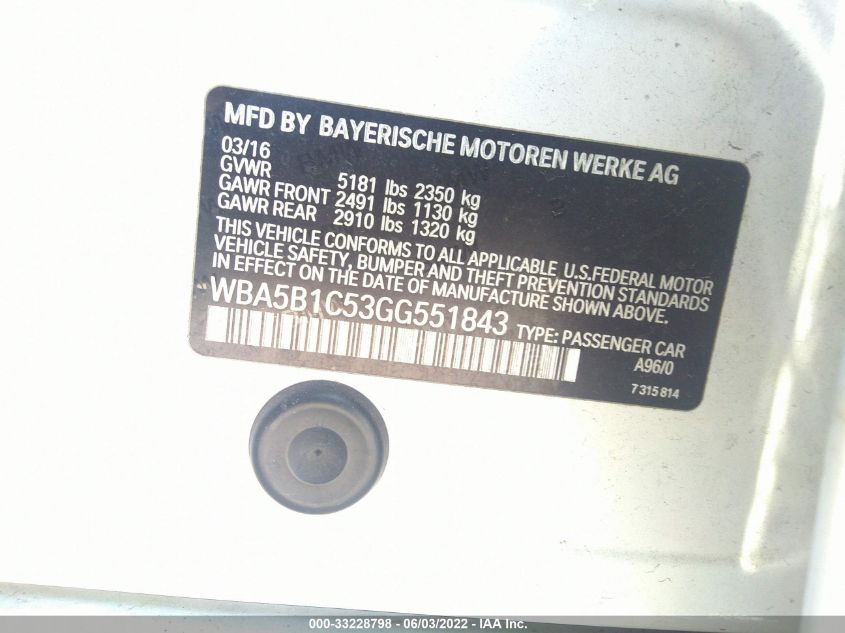 MFD BY BAYERISCHE MOTOREN WERKE AG
03/16
GVWR 5181 lbs 2350 kg
GAWR FRONT 2491 lbs 1130 kg
GAWR REAR 2910 lbs 1320 kg
THIS VEHICLE CONFORMS TO ALL APPLICABLE U.S.FEDERAL MOTOR
VEHICLE SAFETY, BUMPER AND THEFT PREVENTION STANDARDS
IN EFFECT ON THE DATE OF MANUFACTURE SHOWN ABOVE.
WBA5B1C53GG551843 TYPE: PASSENGER CAR
A96/0
7 315 814
000-33228798 - 06/03/2022 - IAA Inc.